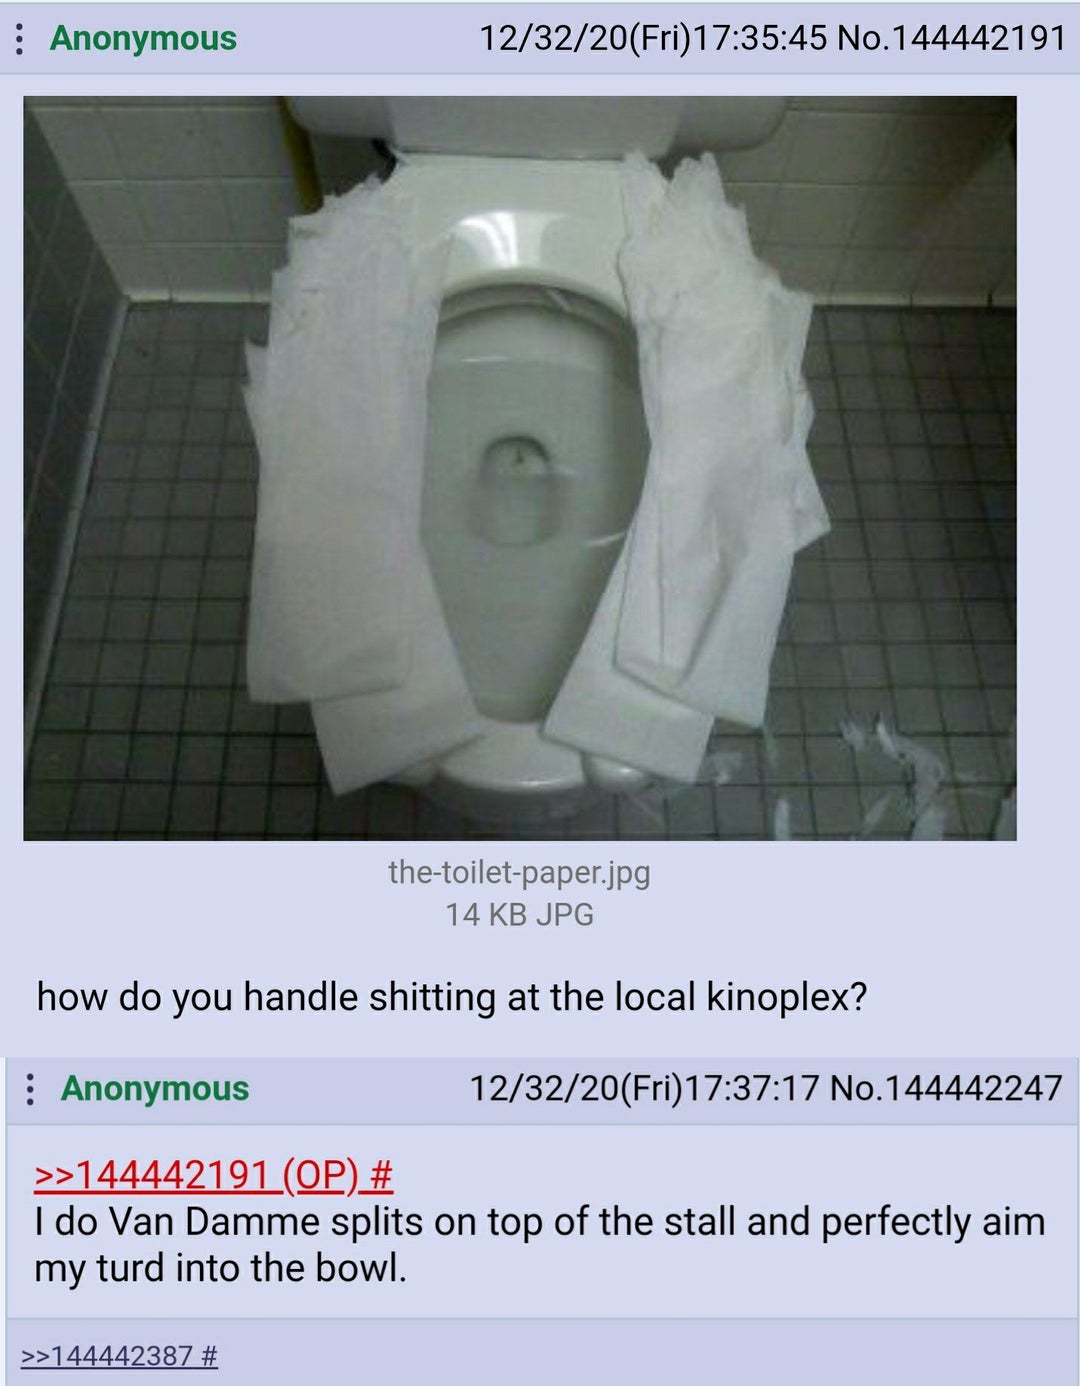 Anonymous 12/32/20(Fri)17:35:45 No.144442191
the-toilet-paper.jpg
14 KB JPG
how do you handle shitting at the local kinoplex?
Anonymous 12/32/20(Fri)17:37:17 No.144442247
>>144442191 (OP) #
I do Van Damme splits on top of the stall and perfectly aim
my turd into the bowl.
>>144442387 #